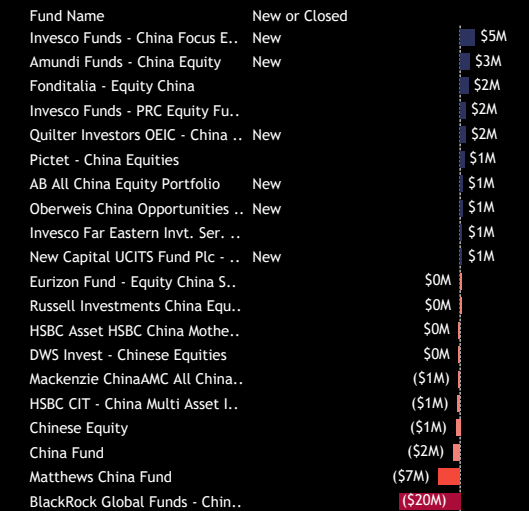 Fund Name New or Closed
Invesco Funds - China Focus E.. New $5M
Amundi Funds - China Equity New $3M
Fonditalia - Equity China $2M
Invesco Funds - PRC Equity Fu.. $2M
Quilter Investors OEIC - China .. New $2M
Pictet - China Equities $1M
AB All China Equity Portfolio New $1M
Oberweis China Opportunities .. New $1M
Invesco Far Eastern Invt. Ser. .. $1M
New Capital UCITS Fund Plc - .. New $1M
Eurizon Fund - Equity China S.. $0M
Russell Investments China Equ.. $0M
HSBC Asset HSBC China Mothe.. $0M
DWS Invest - Chinese Equities $0M
Mackenzie ChinaAMC All China.. ($1M)
HSBC CIT - China Multi Asset I.. ($1M)
Chinese Equity ($1M)
China Fund ($2M)
Matthews China Fund ($7M)
BlackRock Global Funds - Chin.. ($20M)